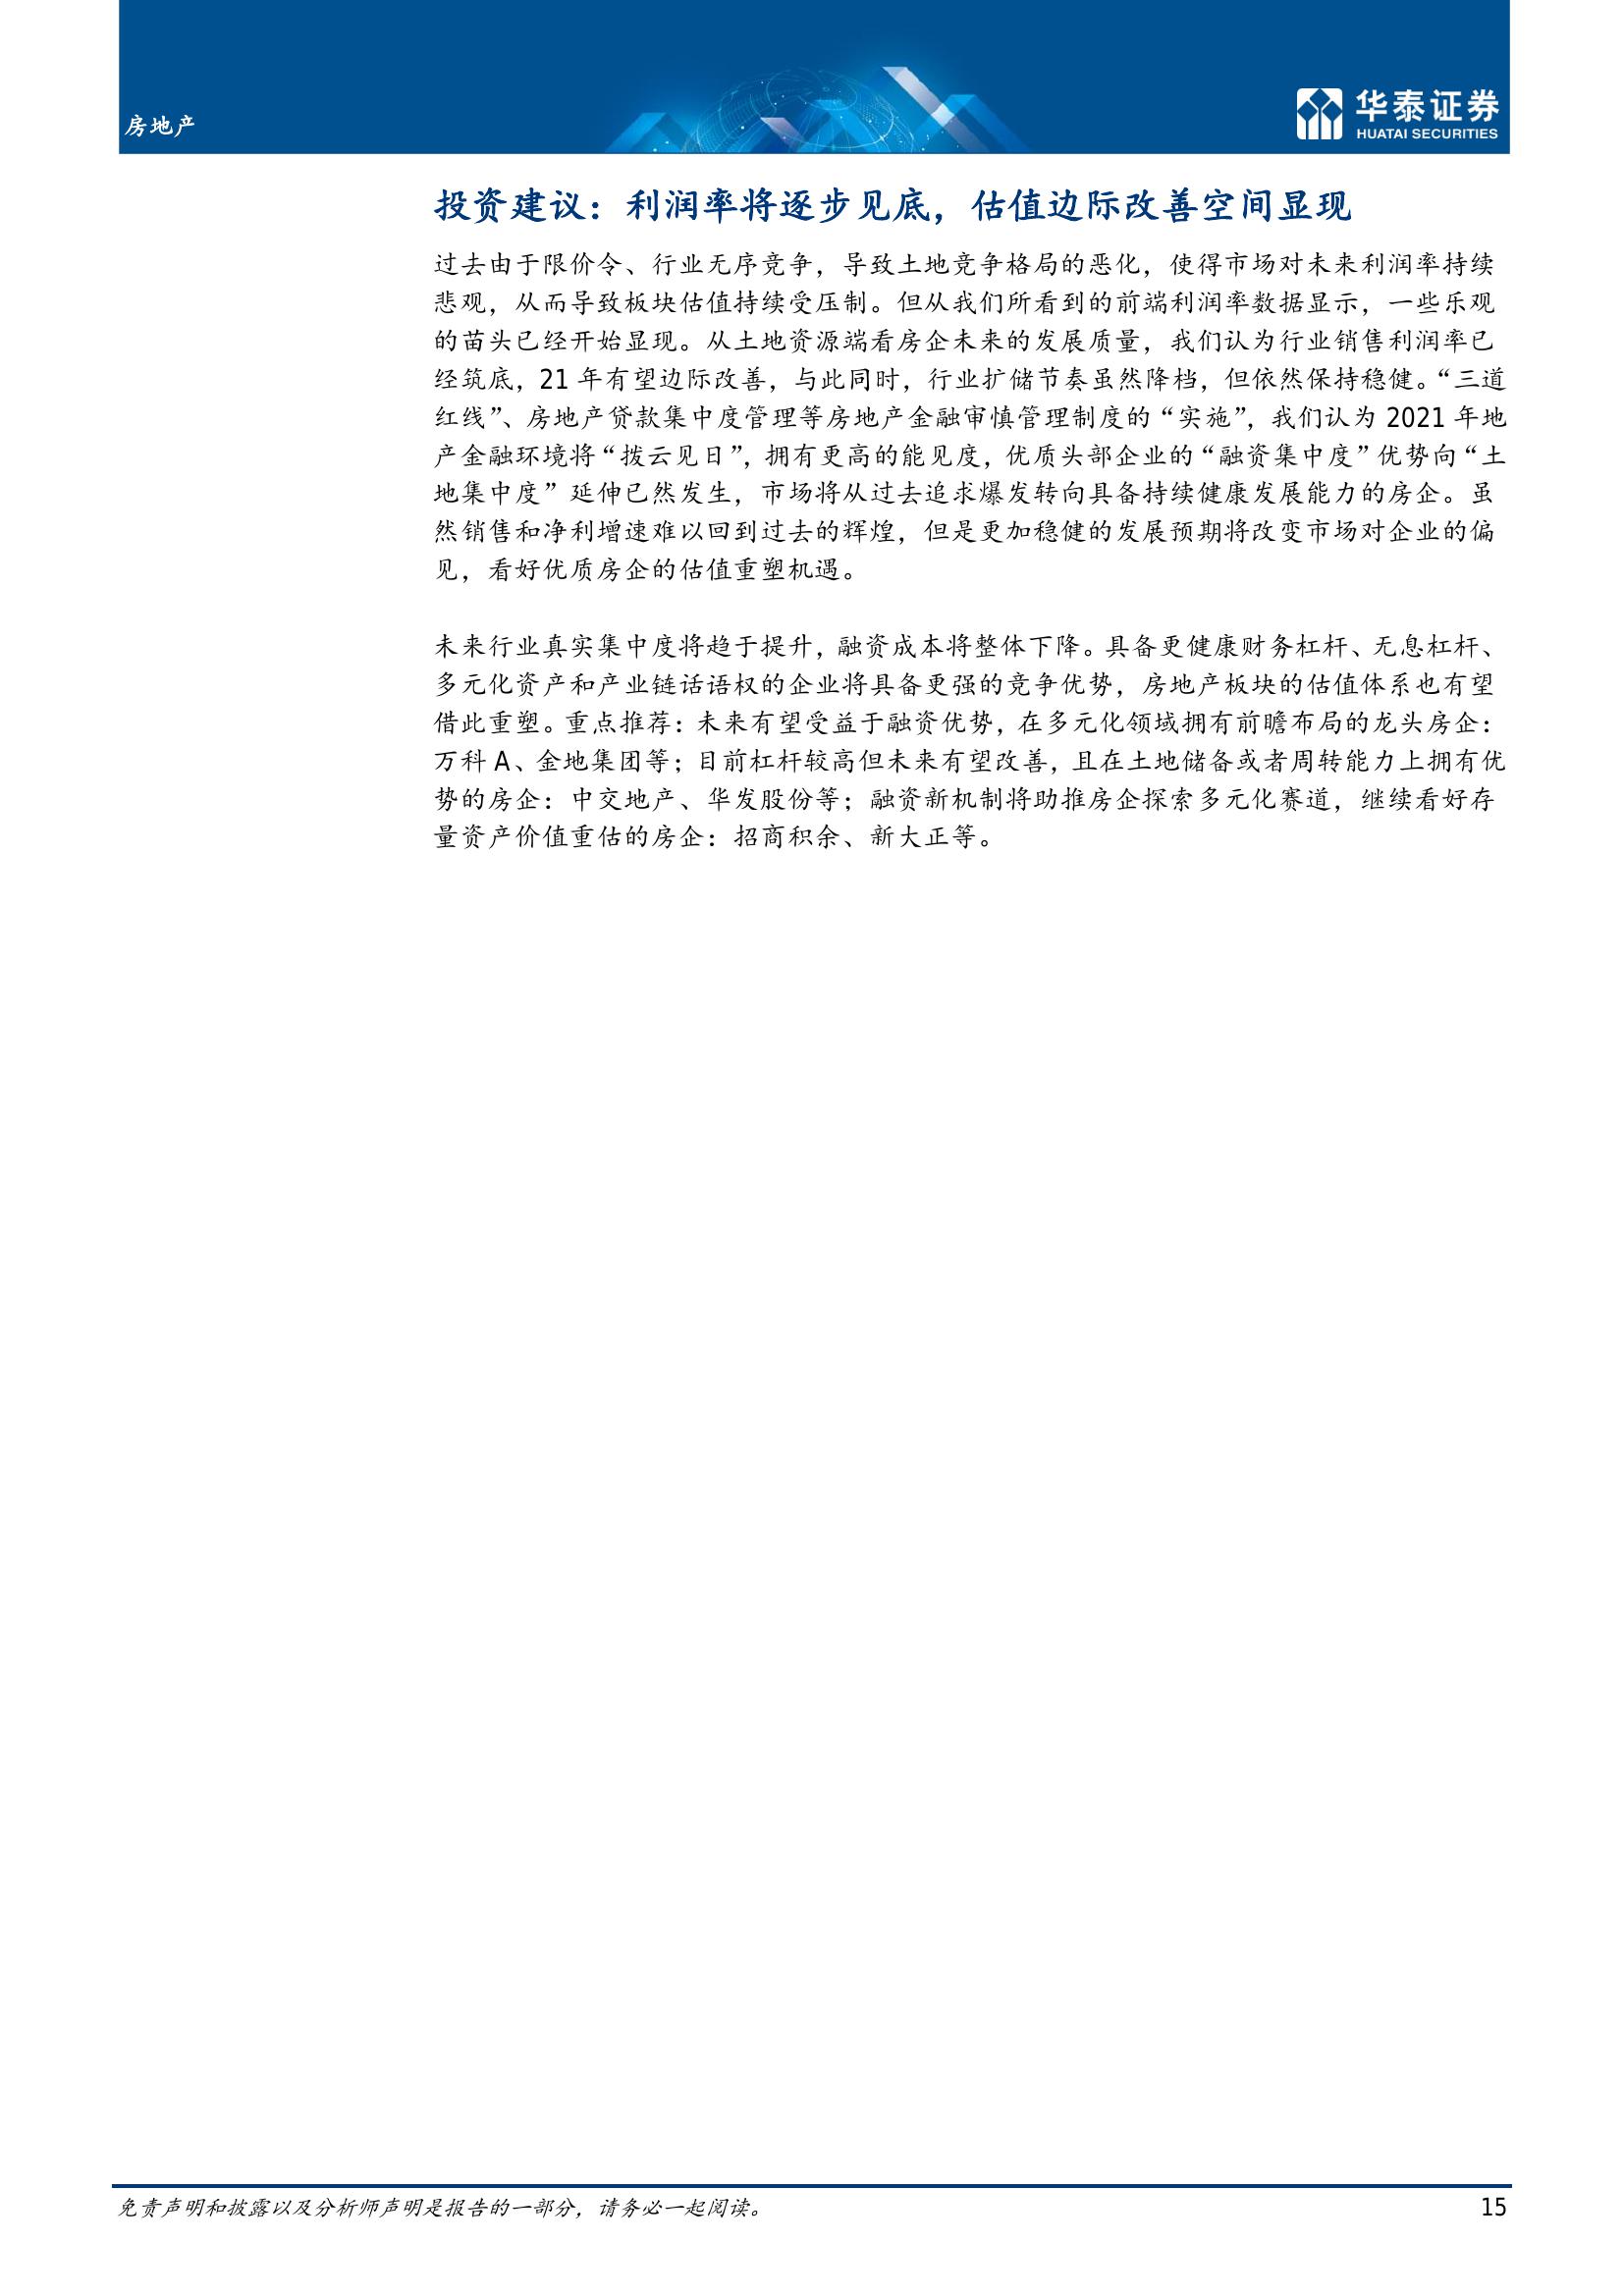 房地产
华泰证券
HUATAI SECURITIES
投资建议：利润率将逐步见底，估值边际改善空间显现
过去由于限价令、行业无序竞争，导致土地竞争格局的恶化，使得市场对未来利润率持续
悲观，从而导致板块估值持续受压制。但从我们所看到的前端利润率数据显示，一些乐观
的苗头已经开始显现。从土地资源端看房企未来的发展质量，我们认为行业销售利润率已
经筑底，21 年有望边际改善，与此同时，行业扩储节奏虽然降档，但依然保持稳健。“三道
红线”、房地产贷款集中度管理等房地产金融审慎管理制度的“实施”，我们认为 2021 年地
产金融环境将“拨云见日”，拥有更高的能见度，优质头部企业的“融资集中度”优势向“土
地集中度”延伸已然发生，市场将从过去追求爆发转向具备持续健康发展能力的房企。虽
然销售和净利增速难以回到过去的辉煌，但是更加稳健的发展预期将改变市场对企业的偏
见，看好优质房企的估值重塑机遇。
未来行业真实集中度将趋于提升，融资成本将整体下降。具备更健康财务杠杆、无息杠杆、
多元化资产和产业链话语权的企业将具备更强的竞争优势，房地产板块的估值体系也有望
借此重塑。重点推荐：未来有望受益于融资优势，在多元化领域拥有前瞻布局的龙头房企：
万科 A、金地集团等；目前杠杆较高但未来有望改善，且在土地储备或者周转能力上拥有优
势的房企：中交地产、华发股份等；融资新机制将助推房企探索多元化赛道，继续看好存
量资产价值重估的房企：招商积余、新大正等。
免责声明和披露以及分析师声明是报告的一部分，请务必一起阅读。
15